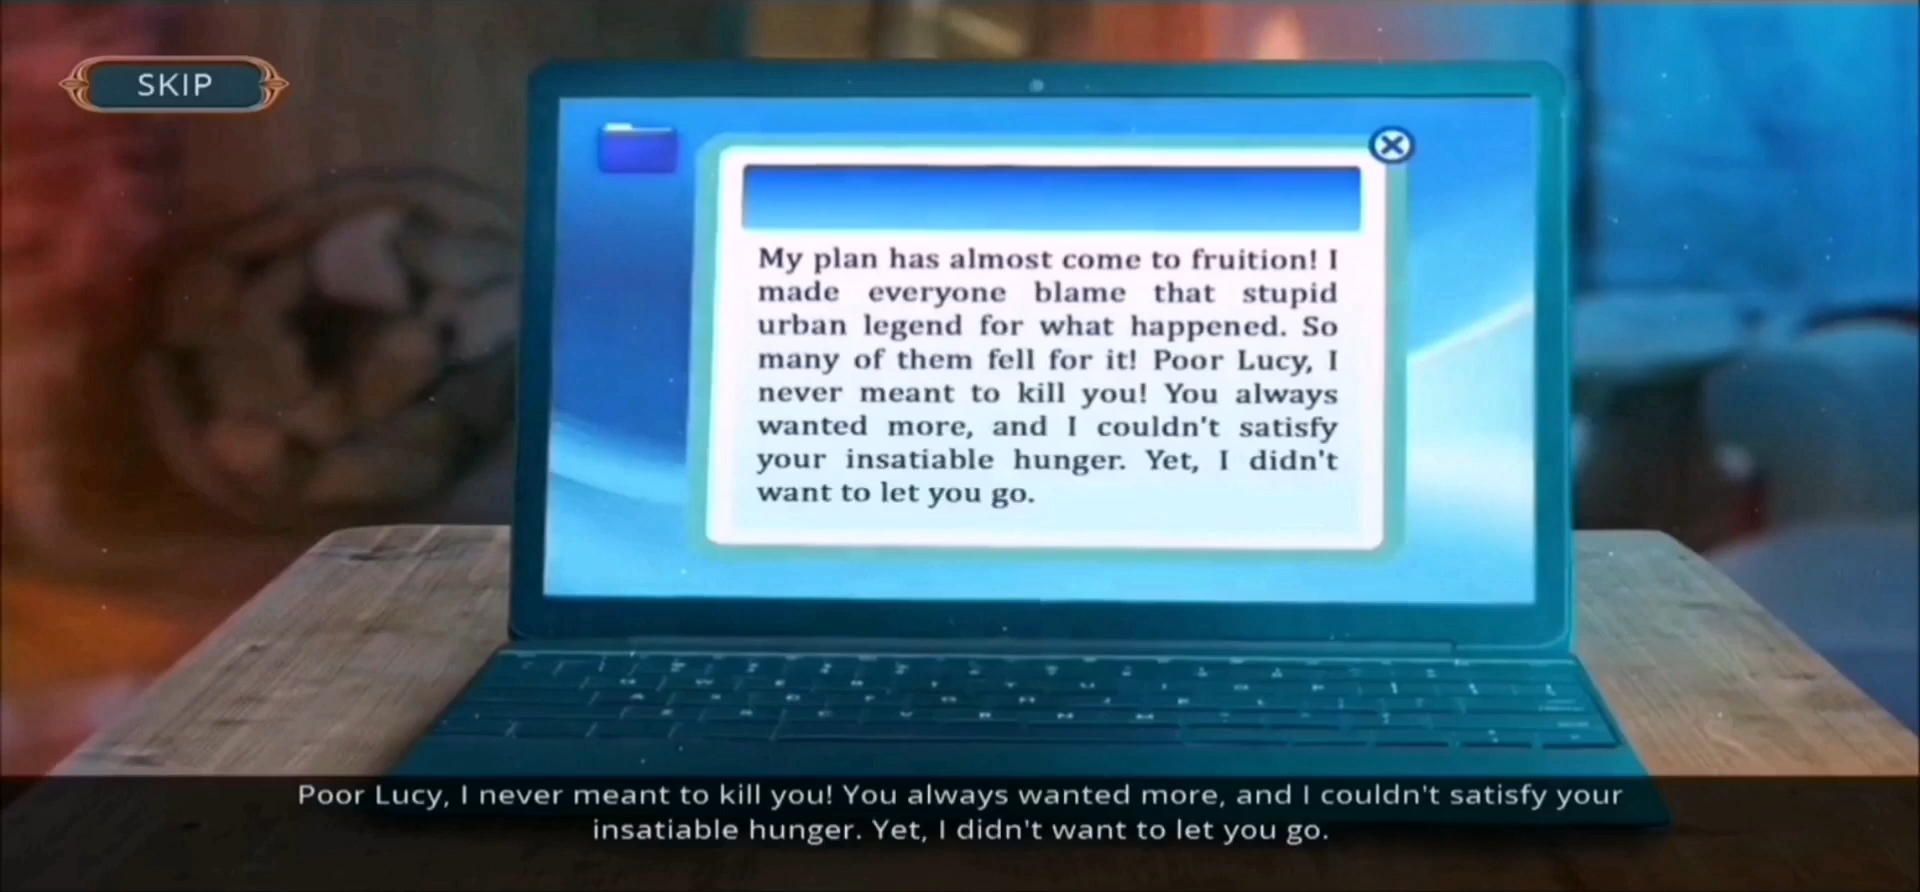 SKIP
My plan has almost come to fruition! I
made everyone blame that stupid
urban legend for what happened. So
many of them fell for it! Poor Lucy, I
never meant to kill you! You always
wanted more, and I couldn't satisfy
your insatiable hunger. Yet, I didn't
want to let you go.
Poor Lucy, I never meant to kill you! You always wanted more, and I couldn't satisfy your
insatiable hunger. Yet, I didn't want to let you go.